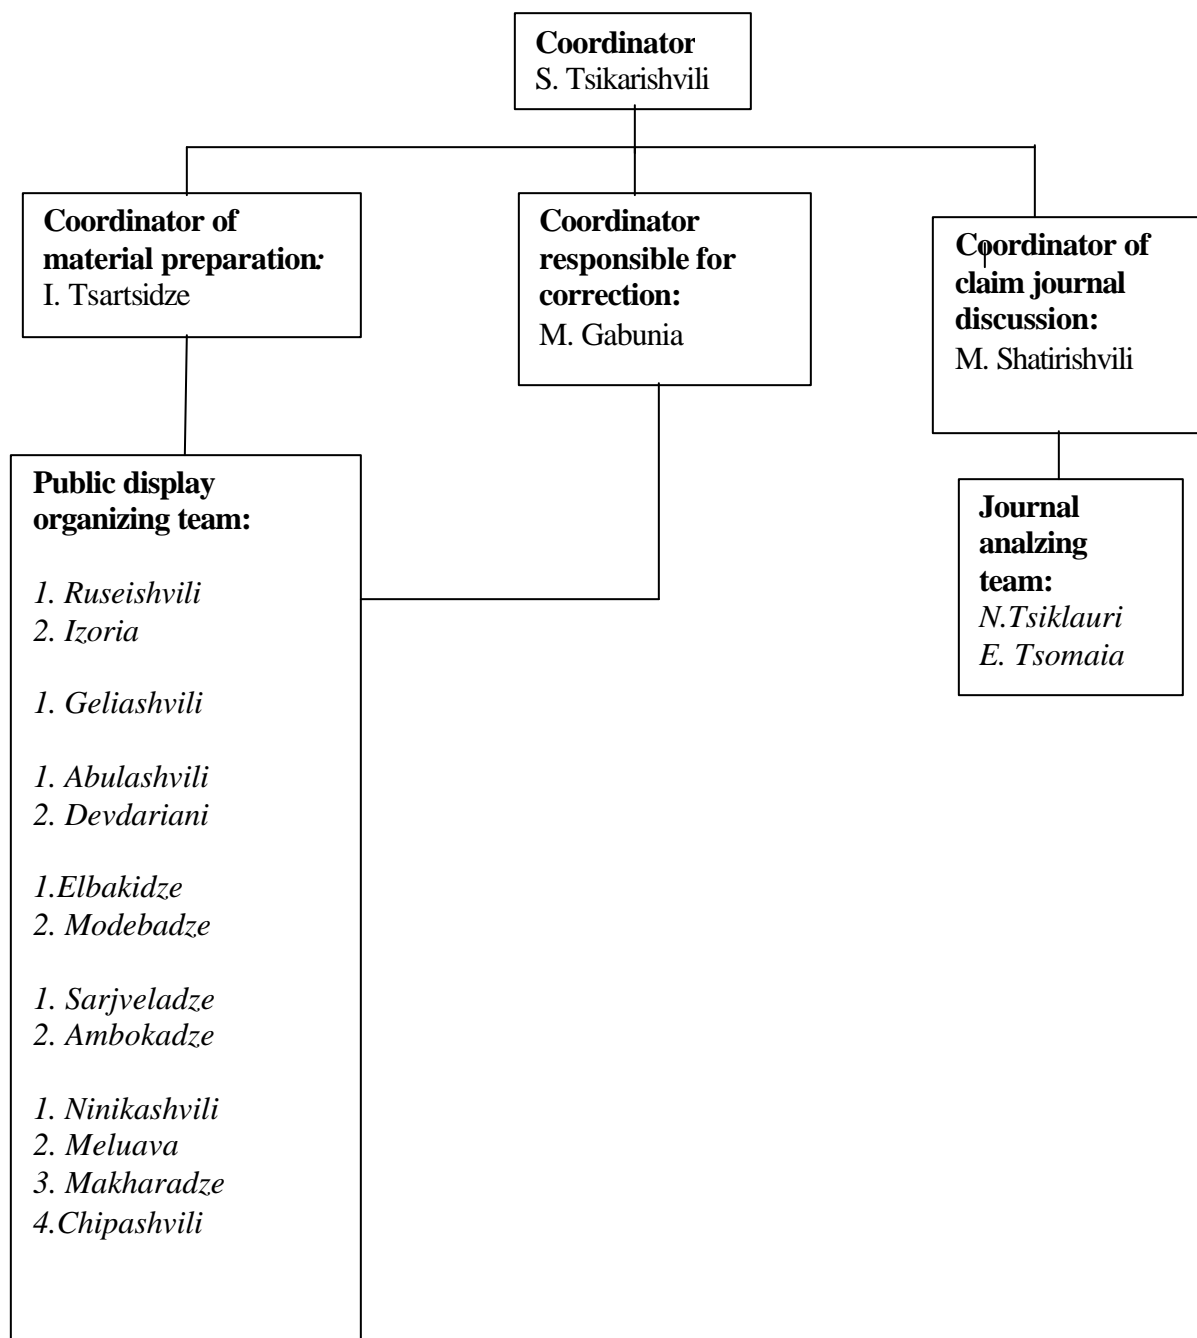 Coordinator
S. Tsikarishvili
Coordinator of
material preparation:
I. Tsartsidze
Coordinator
responsible for
correction:
M. Gabunia
Coordinator of
claim journal
discussion:
M. Shatirishvili
Public display
organizing team:
1. Ruseishvili
2. Izoria
1. Geliashvili
1. Abulashvili
2. Devdariani
1.Elbakidze
2. Modebadze
1. Sarjveladze
2. Ambokadze
1. Ninikashvili
2. Meluava
3. Makharadze
4.Chipashvili
Journal
analzing
team:
N.Tsiklauri
E. Tsomaia